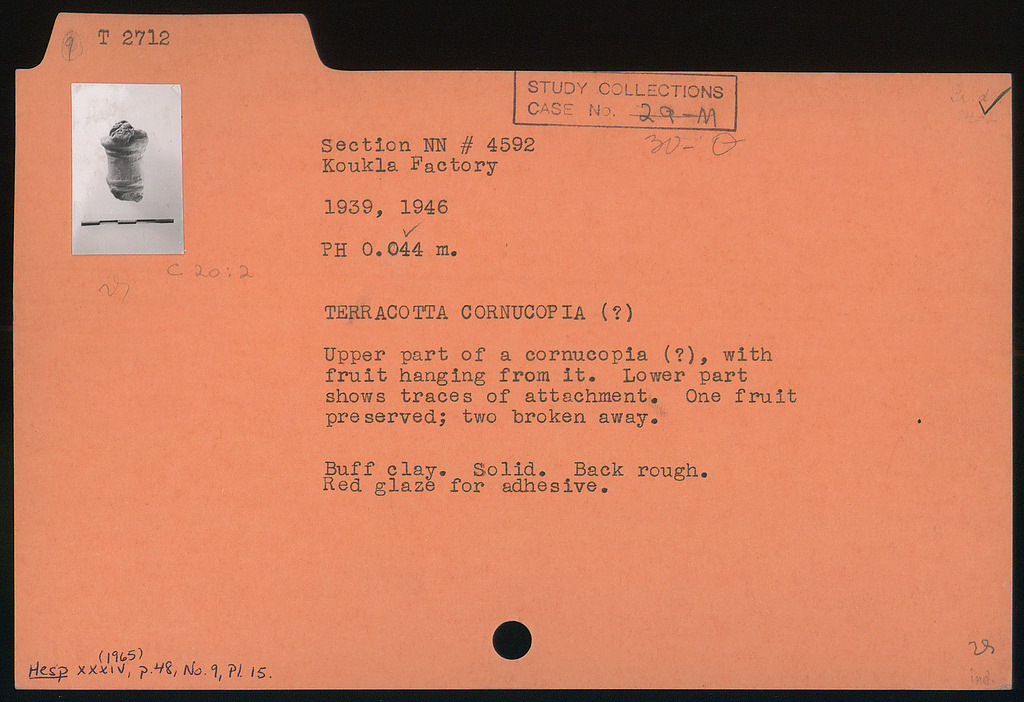 9 T 2712
STUDY COLLECTIONS
CASE No. 29-M
30-
Section NN # 4592
Koukla Factory
1939, 1946
PH 0.044 m.
C 20:2
TERRACOTTA CORNUCOPIA (?)
Upper part of a cornucopia (?), with
fruit hanging from it. Lower part
shows traces of attachment. One fruit
preserved; two broken away.
Buff clay. Solid. Back rough.
Red glaze for adhesive.
(1965)
Hesp XXXIV, p.48, No. 9, Pl. 15.
ind.